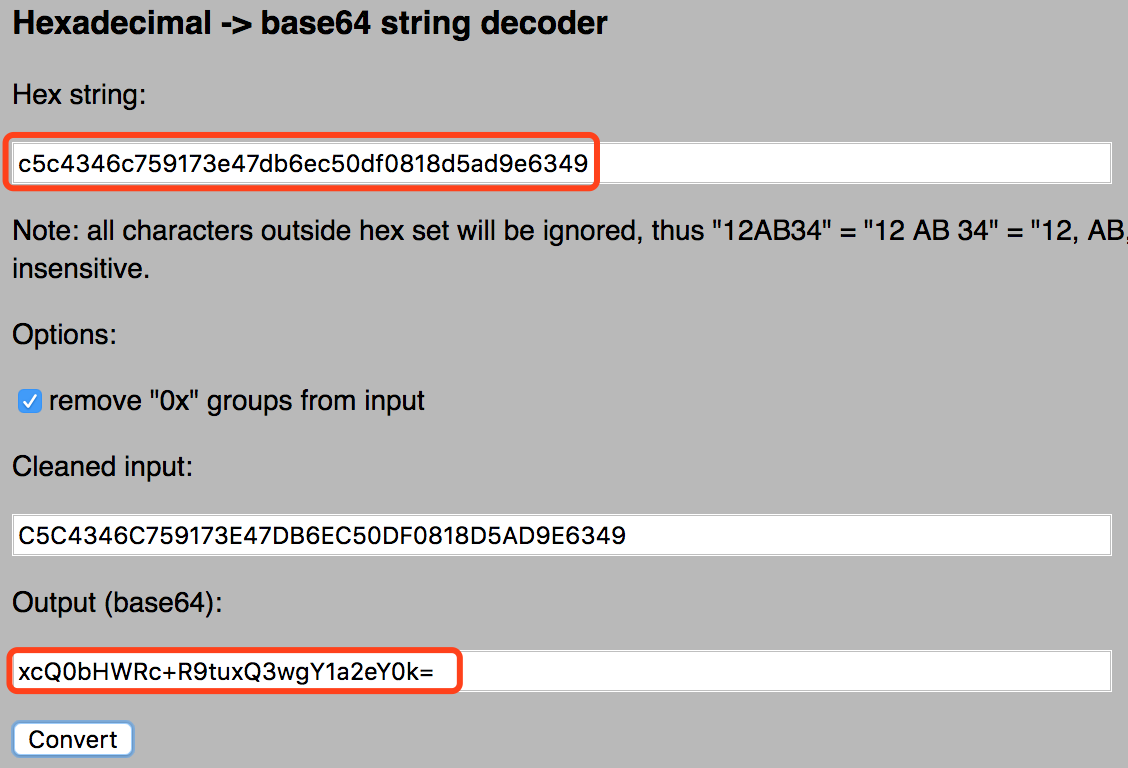 Hexadecimal -> base64 string decoder
Hex string:
c5c4346c759173e47db6ec50df0818d5ad9e6349
Note: all characters outside hex set will be ignored, thus "12AB34" = "12 AB 34" = "12, AB,
insensitive.
Options:
remove "0x" groups from input
Cleaned input:
C5C4346C759173E47DB6EC50DF0818D5AD9E6349
Output (base64):
xcQ0bHWRc+R9tuxQ3wgY1a2eY0k=
Convert